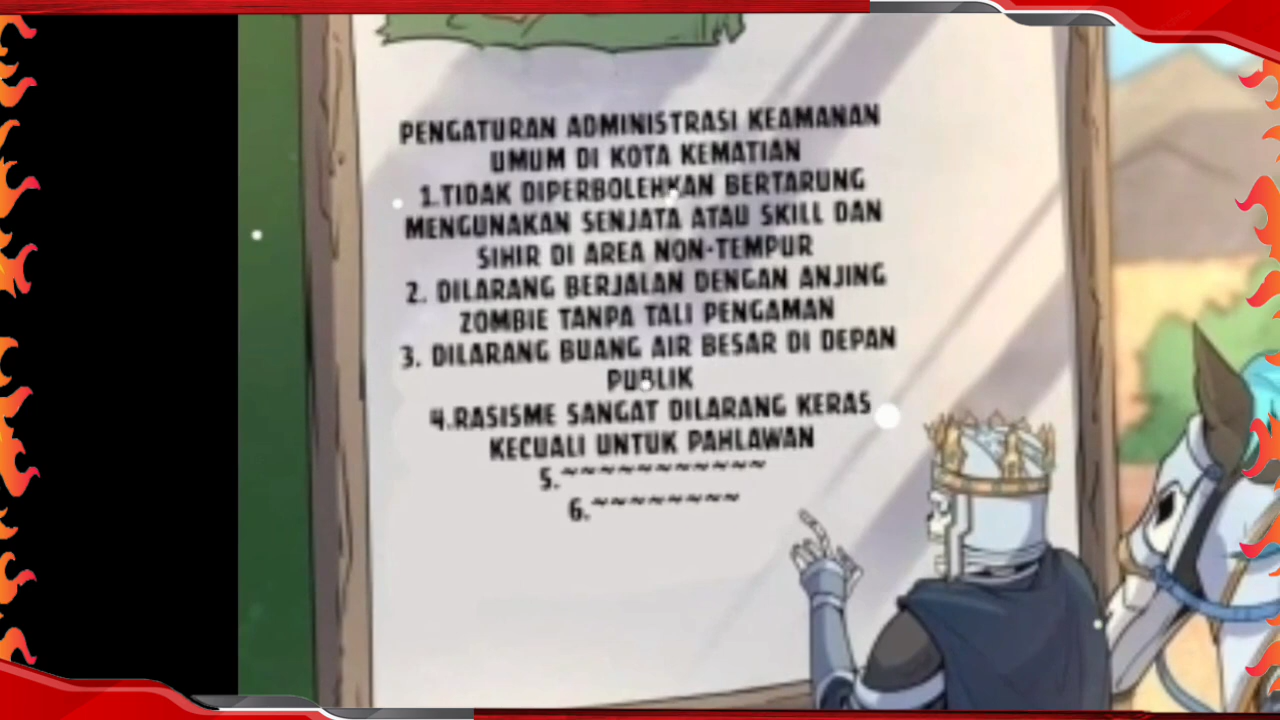 PENGATURAN ADMINISTRASI KEAMANAN
UMUM DI KOTA KEMATIAN
1.TIDAK DIPERBOLEHKAN BERTARUNG
MENGUNAKAN SENJATA ATAU SKILL DAN
SIHIR DI AREA NON-TEMPUR
2. DILARANG BERJALAN DENGAN ANJING
ZOMBIE TANPA TALI PENGAMAN
3. DILARANG BUANG AIR BESAR DI DEPAN
PUBLIK
4.RASISME SANGAT DILARANG KERAS
KECUALI UNTUK PAHLAWAN
5.~~~~~~~~~~~
6.~~~~~~~~